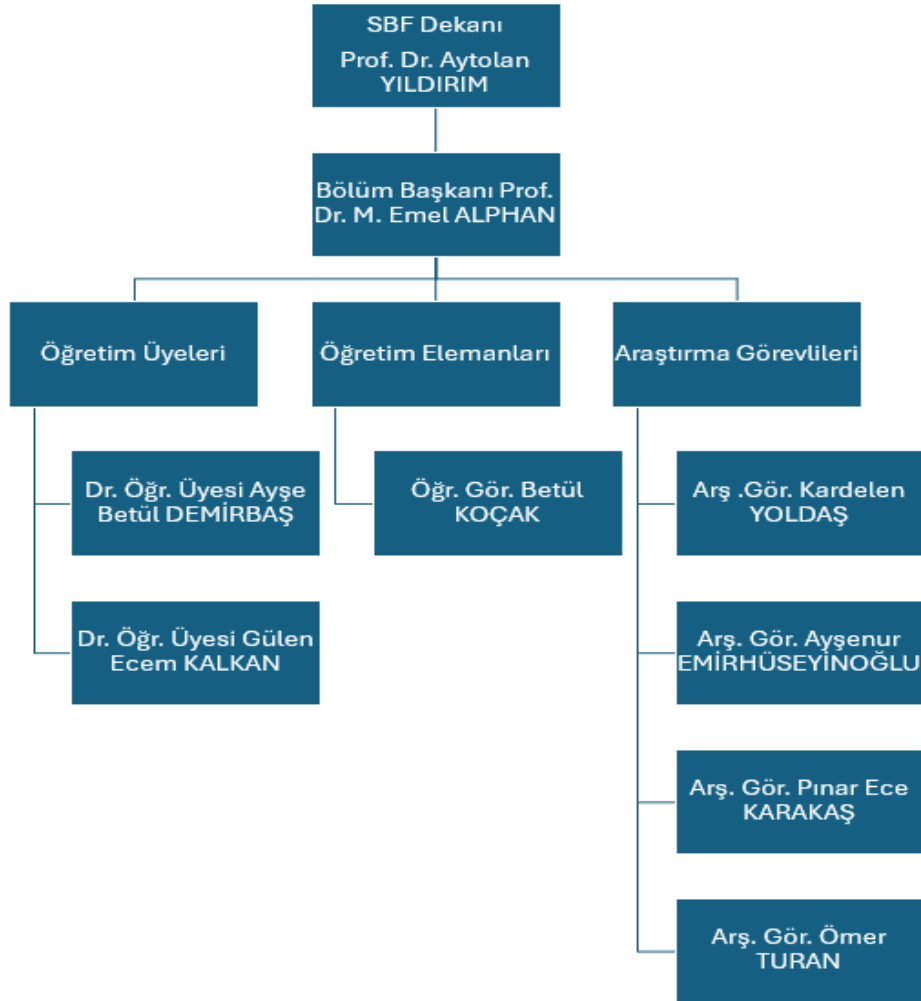 SBF Dekanı
Prof. Dr. Aytolan
YILDIRIM
Bölüm Başkanı Prof.
Dr. M. Emel ALPHAN
Öğretim Üyeleri
Öğretim Elemanları
Araştırma Görevlileri
Dr. Öğr. Üyesi Ayşe
Betül DEMİRBAŞ
Öğr. Gör. Betül
KOÇAK
Arş .Gör. Kardelen
YOLDAŞ
Dr. Öğr. Üyesi Gülen
Ecem KALKAN
Arş. Gör. Ayşenur
EMİRHÜSEYİNOĞLU
Arş. Gör. Pınar Ece
KARAKAŞ
Arş. Gör. Ömer
TURAN